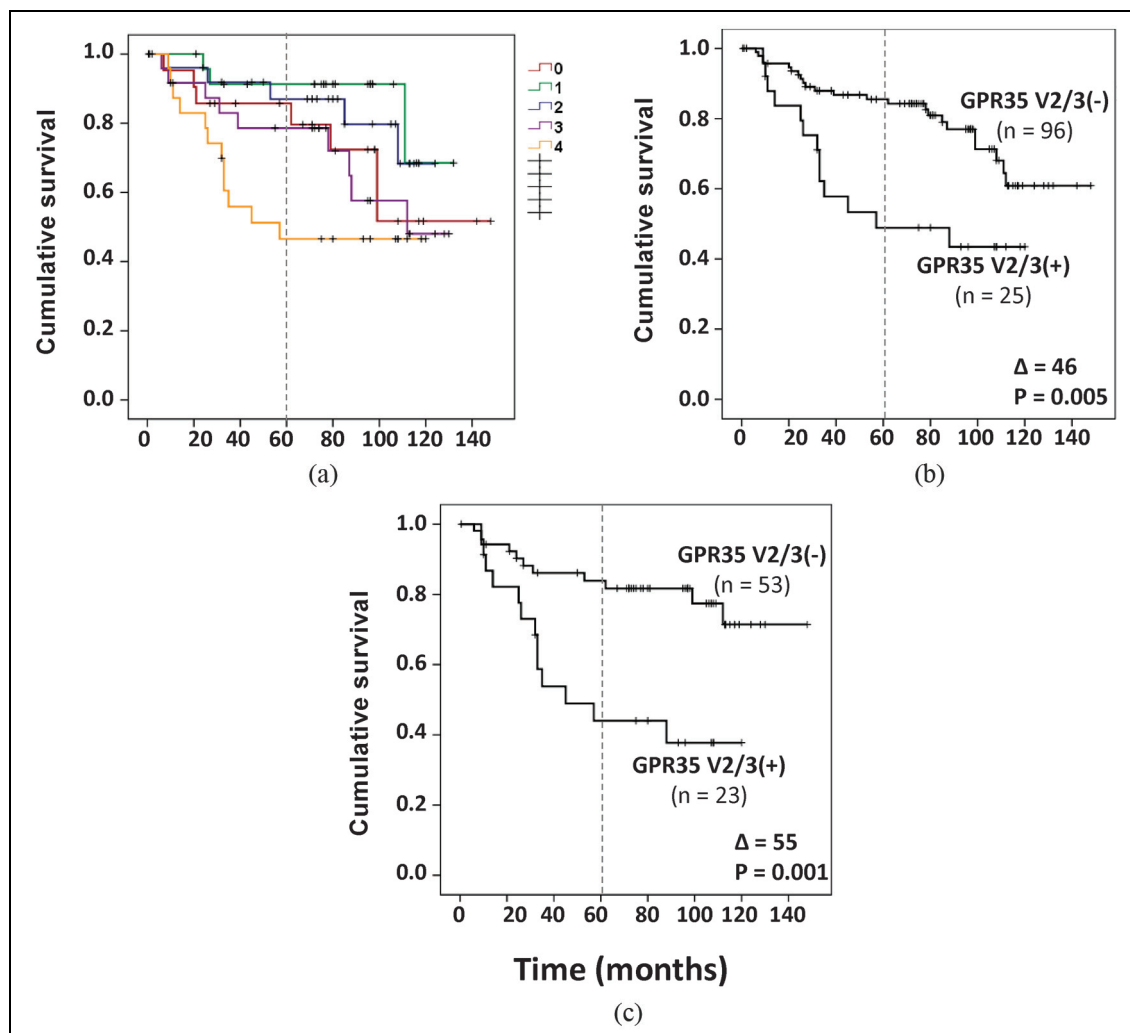 1.0
0.8
0.6
0.4
0.2
0.0
Cumulative survival
0
1
2
3
4
0 20 40 60 80 100 120 140
(a)
1.0
0.8
0.6
0.4
0.2
0.0
Cumulative survival
GPR35 V2/3(-)
(n = 96)
GPR35 V2/3(+)
(n = 25)
Δ = 46
P = 0.005
0 20 40 60 80 100 120 140
(b)
1.0
0.8
0.6
0.4
0.2
0.0
Cumulative survival
GPR35 V2/3(-)
(n = 53)
GPR35 V2/3(+)
(n = 23)
Δ = 55
P = 0.001
0 20 40 60 80 100 120 140
Time (months)
(c)